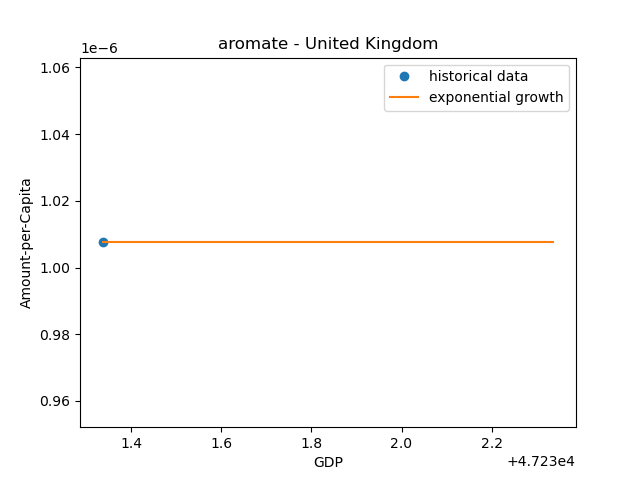 aromate - United Kingdom
1e−6
historical data
exponential growth
1.06
1.04
1.02
1.00
0.98
0.96
Amount-per-Capita
1.4
1.6
1.8
2.0
2.2
GDP
+4.723e4